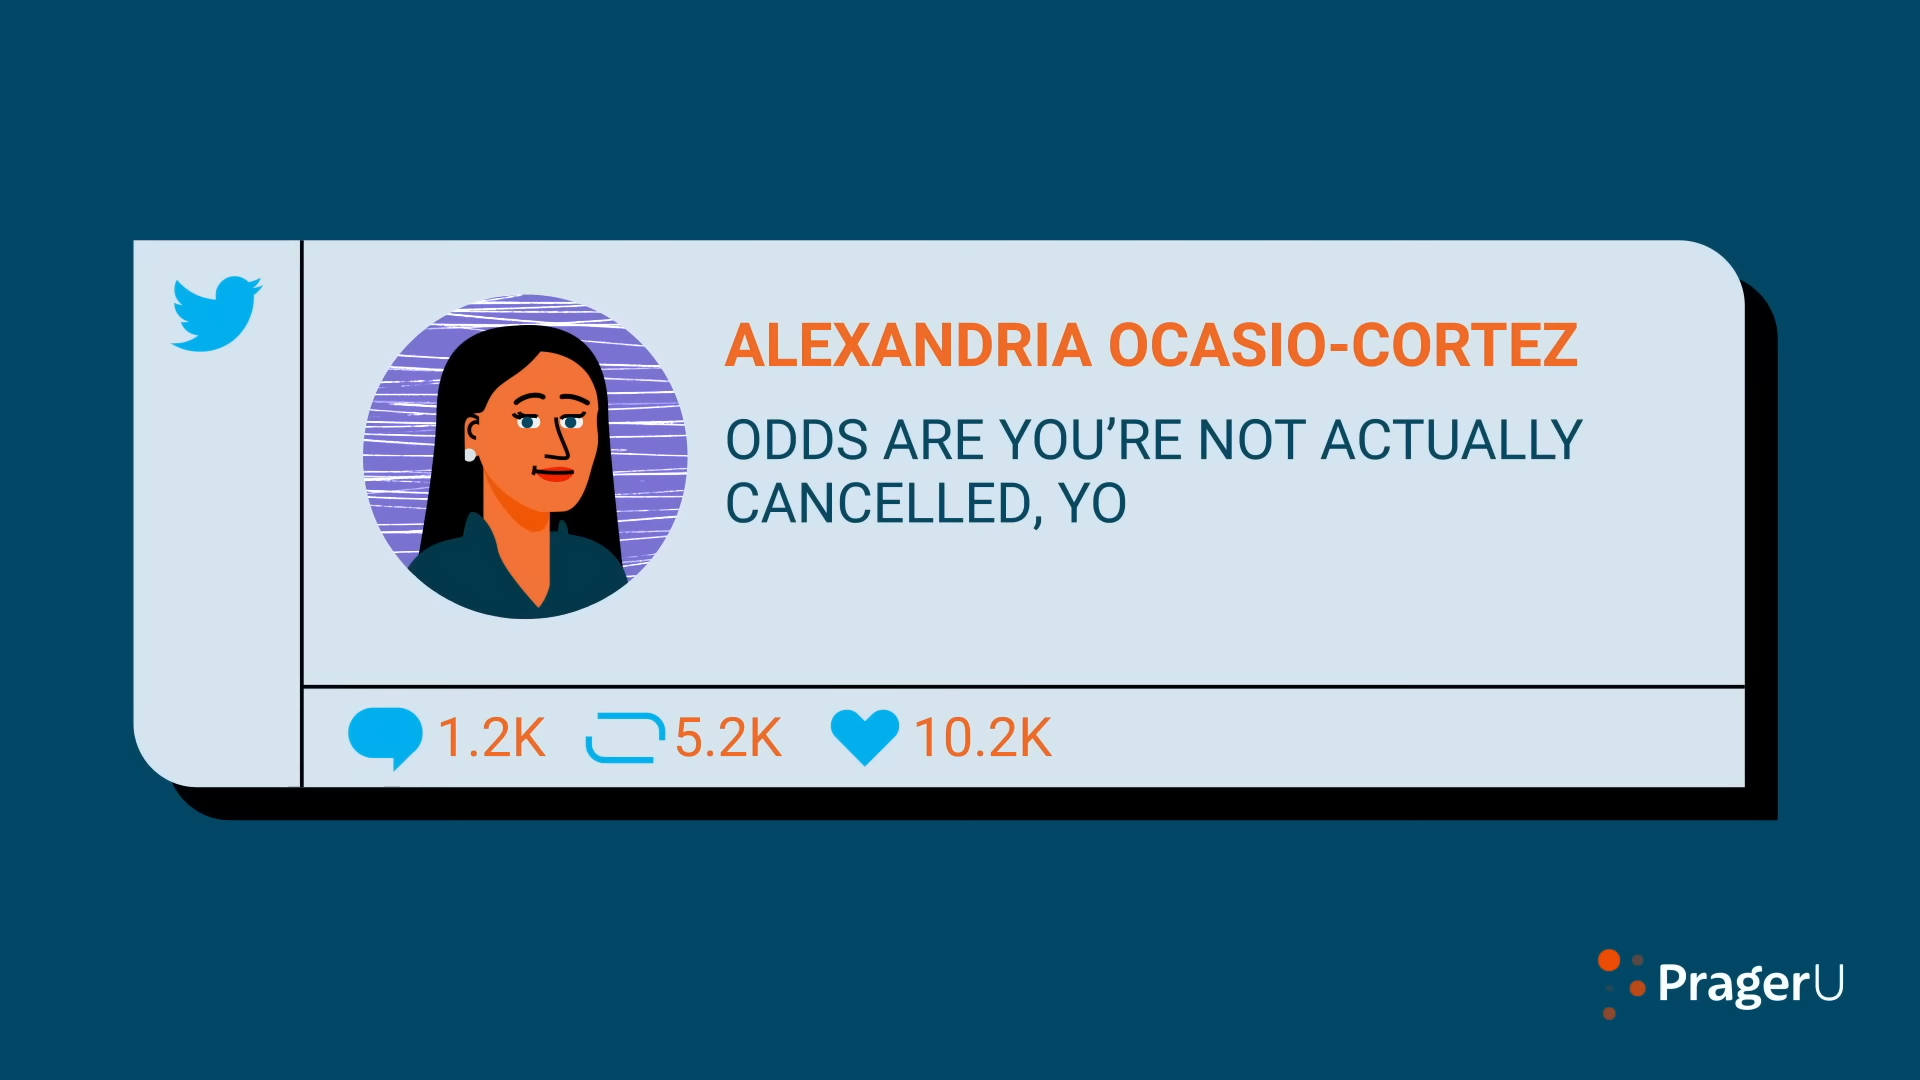 ALEXANDRIA OCASIO-CORTEZ
ODDS ARE YOU’RE NOT ACTUALLY
CANCELLED, YO
1.2K 5.2K 10.2K
PragerU